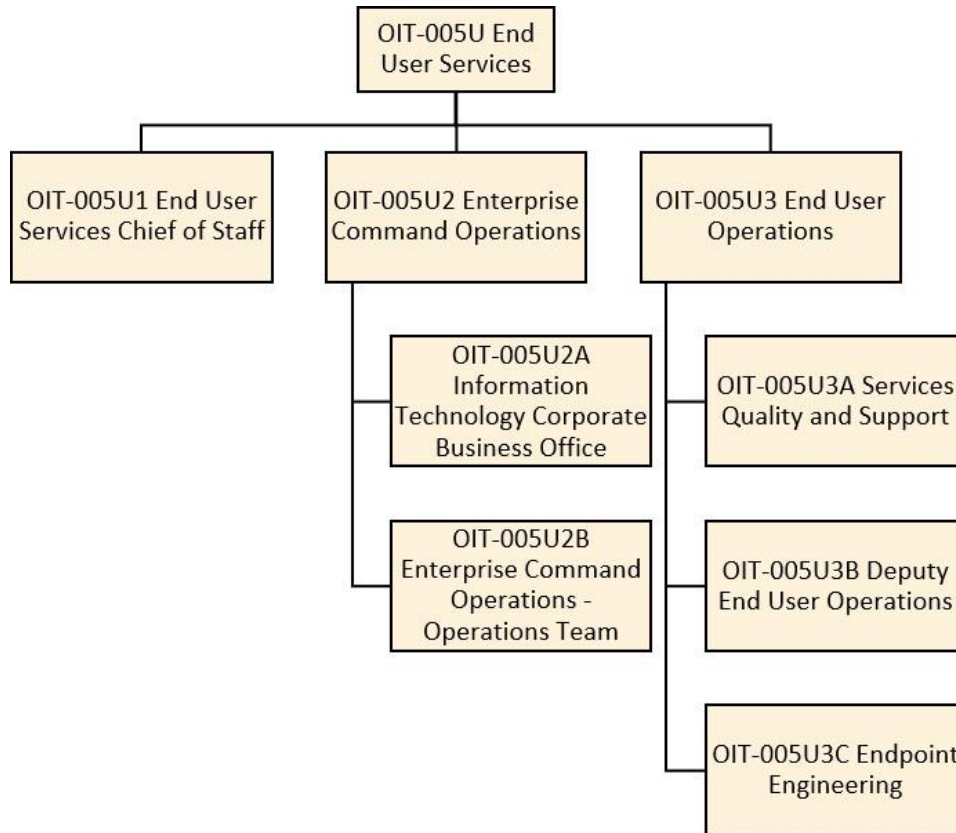 OIT-005U End
User Services
OIT-005U1 End User
Services Chief of Staff
OIT-005U2 Enterprise
Command Operations
OIT-005U3 End User
Operations
OIT-005U2A
Information
Technology Corporate
Business Office
OIT-005U3A Services
Quality and Support
OIT-005U2B
Enterprise Command
Operations -
Operations Team
OIT-005U3B Deputy
End User Operations
OIT-005U3C Endpoint
Engineering